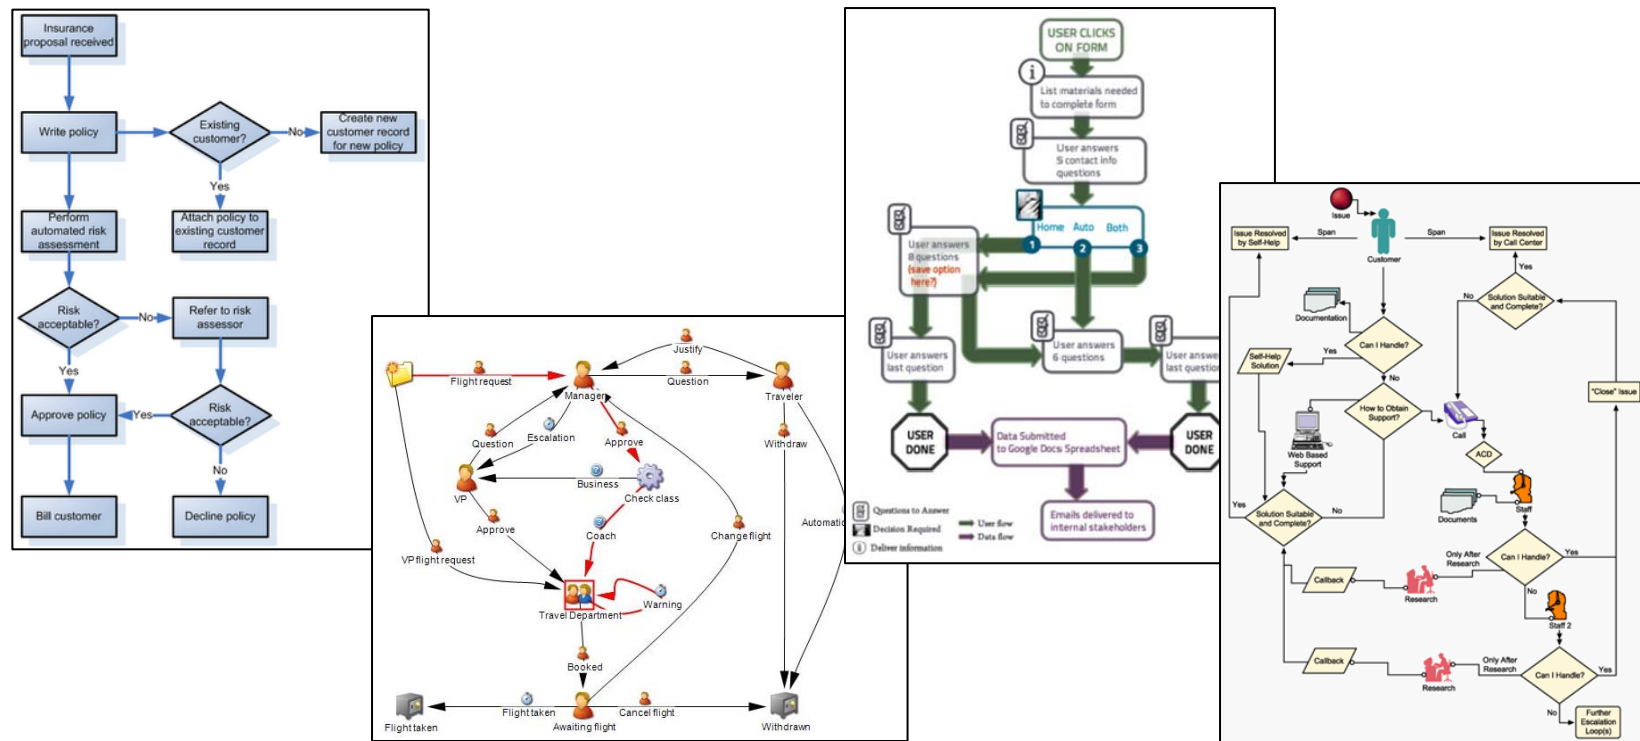 Insurance
proposal received
Write policy
Existing
customer?
No
Create new
customer record
for new policy
Yes
Perform
automated risk
assessment
Attach policy to
existing customer
record
Risk
acceptable?
No
Refer to risk
assessor
Yes
Approve policy
Yes
Risk
acceptable?
No
Bill customer
Decline policy
Flight request
Manager
Justify
Question
Traveler
Question
Escalation
Approve
Withdraw
VP
Business
Check class
Approve
Coach
Change flight
VP flight request
Warning
Travel Department
Booked
Flight taken
Flight taken
Awaiting flight
Cancel flight
Withdrawn
USER CLICKS
ON FORM
i
List materials needed
to complete form
User answers
5 contact info
questions
Home Auto Both
1 2 3
User answers
8 questions
(save option
here?)
User answers
last question
User answers
6 questions
last question
USER
DONE
Data Submitted
to Google Docs Spreadsheet
USER
DONE
Emails delivered to
internal stakeholders
Questions to Answer
Decision Required
i
Deliver information
User flow
Data flow
Issue
Issue Resolved
by Self-Help
Span
Customer
Span
Issue Resolved
by Call Center
Yes
No
Solution Suitable
and Complete?
Documentation
Can I Handle?
Yes
Self-Help
Solution
No
How to Obtain
Support?
"Close" Issue
Call
Web Based
Support
ACD
Staff
Documents
Yes
Solution Suitable
and Complete?
No
Only After
Research
Can I Handle?
Yes
Callback
Research
No
Staff 2
Callback
Research
Only After
Research
Can I Handle?
Yes
No
Further
Escalation
Loop(s)